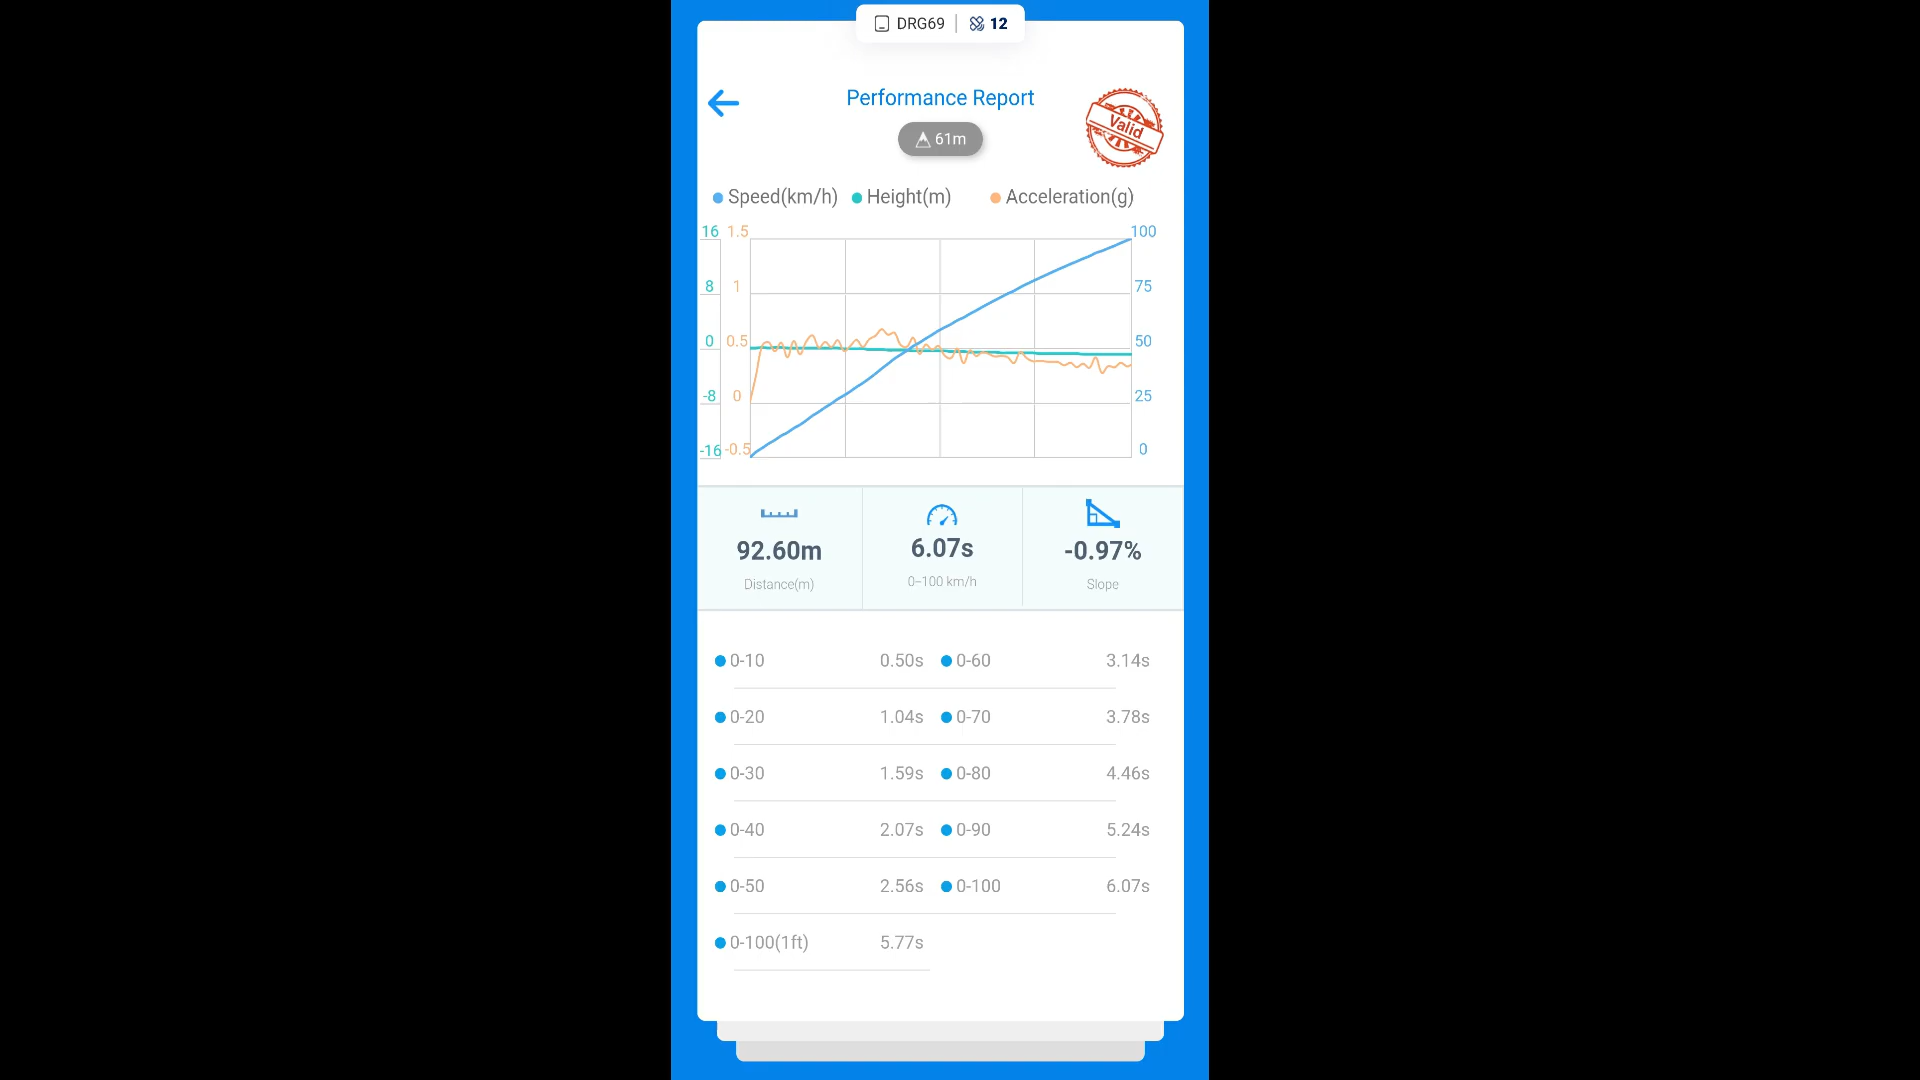 DRG69 | 12
Performance Report
61m
Valid
Speed(km/h) Height(m) Acceleration(g)
16 1.5 100
8 1 75
0 0.5 50
-8 0 25
-16 -0.5 0
92.60m 6.07s -0.97%
Distance(m) 0-100 km/h Slope
0-10 0.50s 0-60 3.14s
0-20 1.04s 0-70 3.78s
0-30 1.59s 0-80 4.46s
0-40 2.07s 0-90 5.24s
0-50 2.56s 0-100 6.07s
0-100(1ft) 5.77s